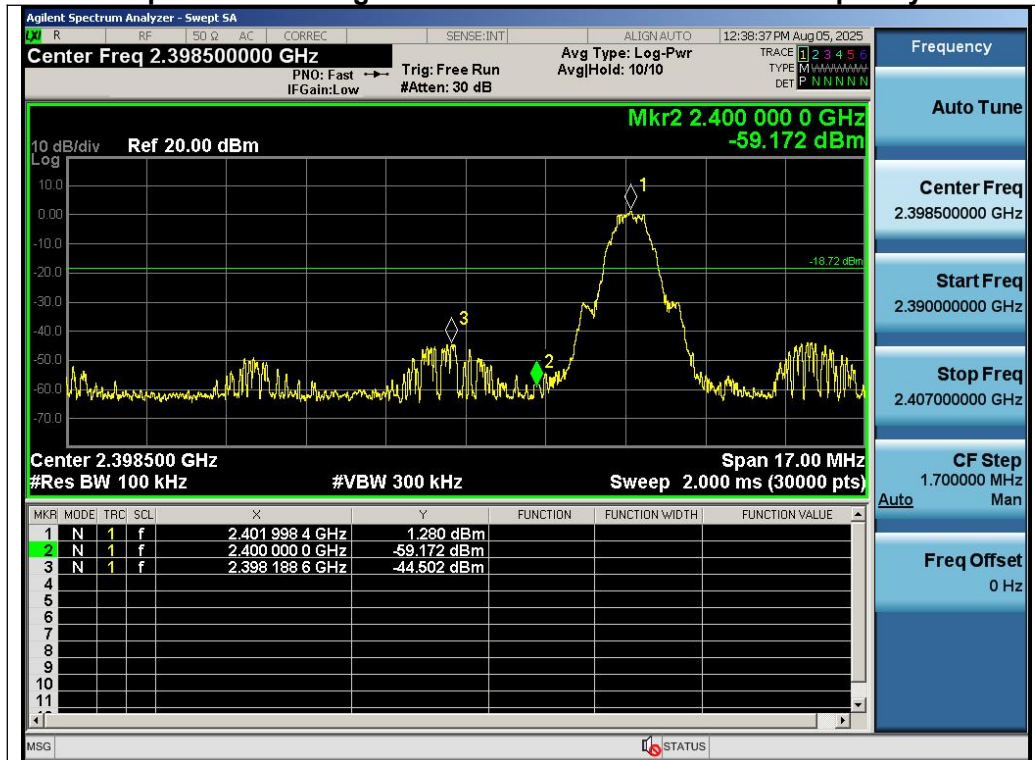 Agilent Spectrum Analyzer - Swept SA
LXI R RF 50 Ω AC CORREC SENSE:INT ALIGN AUTO 12:38:37 PM Aug 05, 2025
Center Freq 2.398500000 GHz
PNO: Fast
IFGain:Low
Trig: Free Run
#Atten: 30 dB
Avg Type: Log-Pwr
Avg|Hold: 10/10
TRACE 1 2 3 4 5 6
TYPE M WWWWW
DET P N N N N N
Mkr2 2.400 000 0 GHz
-59.172 dBm
10 dB/div Ref 20.00 dBm
Log
10.0
0.00
-10.0
-20.0
-30.0
-40.0
-50.0
-60.0
-70.0
1
-18.72 dBm
3
2
Center 2.398500 GHz Span 17.00 MHz
#Res BW 100 kHz #VBW 300 kHz Sweep 2.000 ms (30000 pts)
MKR MODE TRC SCL X Y FUNCTION FUNCTION WIDTH FUNCTION VALUE
1 N 1 f 2.401 998 4 GHz 1.280 dBm
2 N 1 f 2.400 000 0 GHz -59.172 dBm
3 N 1 f 2.398 188 6 GHz -44.502 dBm
4
5
6
7
8
9
10
11
MSG STATUS
Frequency
Auto Tune
Center Freq
2.398500000 GHz
Start Freq
2.390000000 GHz
Stop Freq
2.407000000 GHz
CF Step
1.700000 MHz
Auto Man
Freq Offset
0 Hz